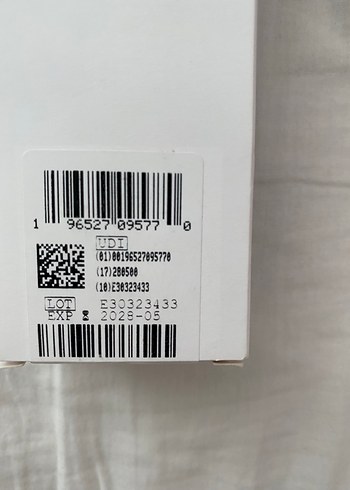 1 96527 09577 0
UDI
(01)00196527095770
(17)280500
(10)E30323433
LOT E30323433
EXP 2028-05